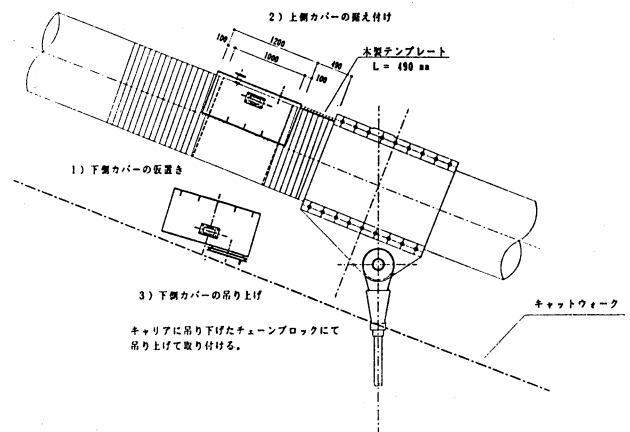 2) 上側カバーの据え付け
1200
100
1000
490
100
木製テンプレート
L = 490 mm
1) 下側カバーの仮置き
3) 下側カバーの吊り上げ
キャリアに吊り下げたチェーンブロックにて
吊り上げて取り付ける。
キャットウォーク